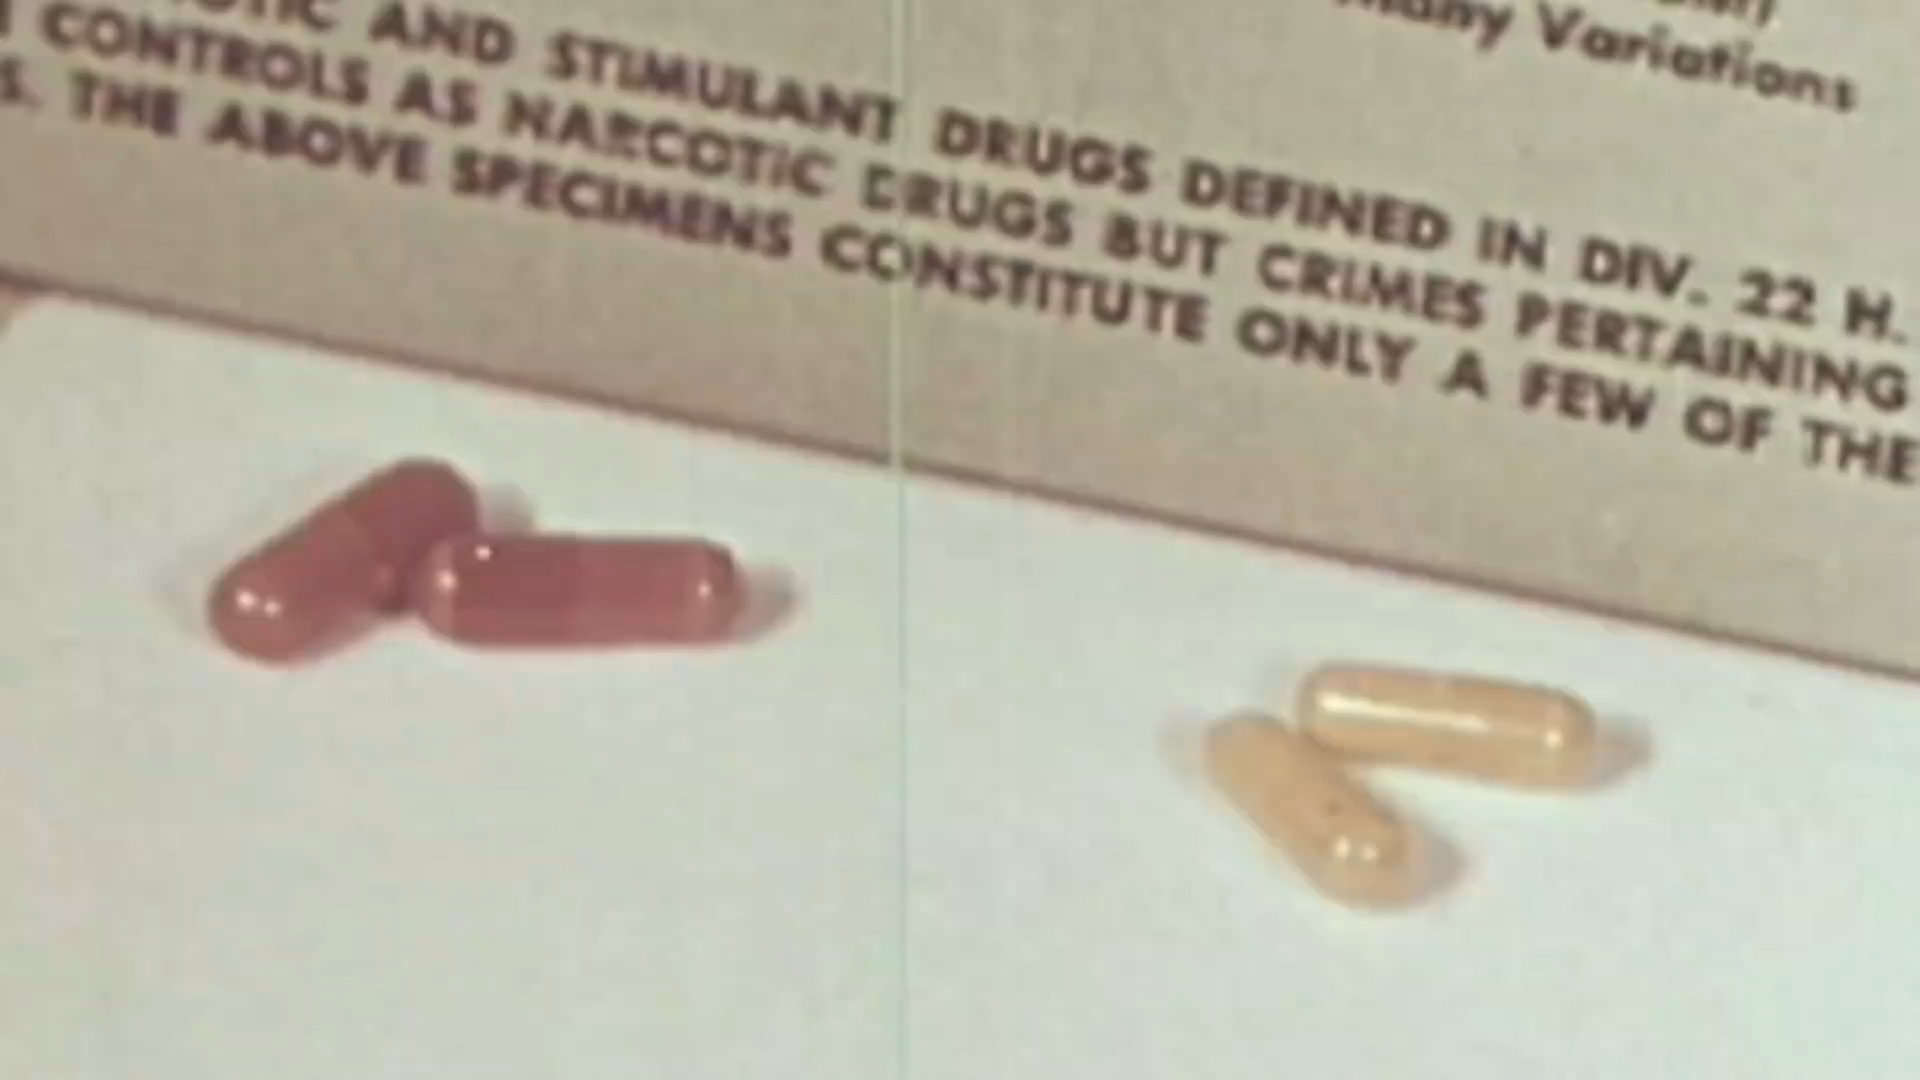 many Variations
AND STIMULANT DRUGS DEFINED IN DIV. 22 H.
CONTROLS AS NARCOTIC DRUGS BUT CRIMES PERTAINING
S. THE ABOVE SPECIMENS CONSTITUTE ONLY A FEW OF THE